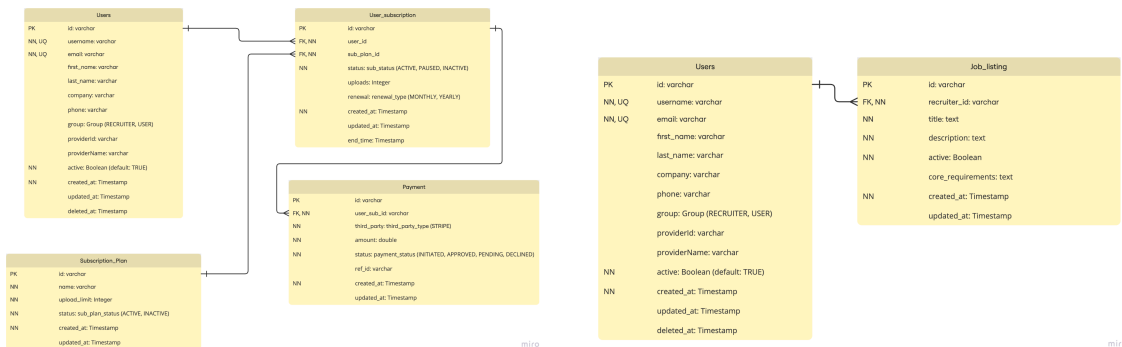 Users
PK id: varchar
NN, UQ username: varchar
NN, UQ email: varchar
first_name: varchar
last_name: varchar
company: varchar
phone: varchar
group: Group (RECRUITER, USER)
providerId: varchar
providerName: varchar
NN active: Boolean (default: TRUE)
NN created_at: Timestamp
updated_at: Timestamp
deleted_at: Timestamp
Subscription_Plan
PK id: varchar
NN name: varchar
NN upload_limit: Integer
NN status: sub_plan_status (ACTIVE, INACTIVE)
NN created_at: Timestamp
updated_at: Timestamp
User_subscription
PK id: varchar
FK, NN user_id
FK, NN sub_plan_id
NN status: sub_status (ACTIVE, PAUSED, INACTIVE)
uploads: Integer
renewal: renewal_type (MONTHLY, YEARLY)
NN created_at: Timestamp
updated_at: Timestamp
end_time: Timestamp
Payment
PK id: varchar
FK, NN user_sub_id: varchar
NN third_party: third_party_type (STRIPE)
NN amount: double
NN status: payment_status (INITIATED, APPROVED, PENDING, DECLINED)
ref_id: varchar
NN created_at: Timestamp
updated_at: Timestamp
miro
Users
PK id: varchar
NN, UQ username: varchar
NN, UQ email: varchar
first_name: varchar
last_name: varchar
company: varchar
phone: varchar
group: Group (RECRUITER, USER)
providerId: varchar
providerName: varchar
NN active: Boolean (default: TRUE)
NN created_at: Timestamp
updated_at: Timestamp
deleted_at: Timestamp
Job_listing
PK id: varchar
FK, NN recruiter_id: varchar
NN title: text
NN description: text
NN active: Boolean
core_requirements: text
NN created_at: Timestamp
updated_at: Timestamp
mir